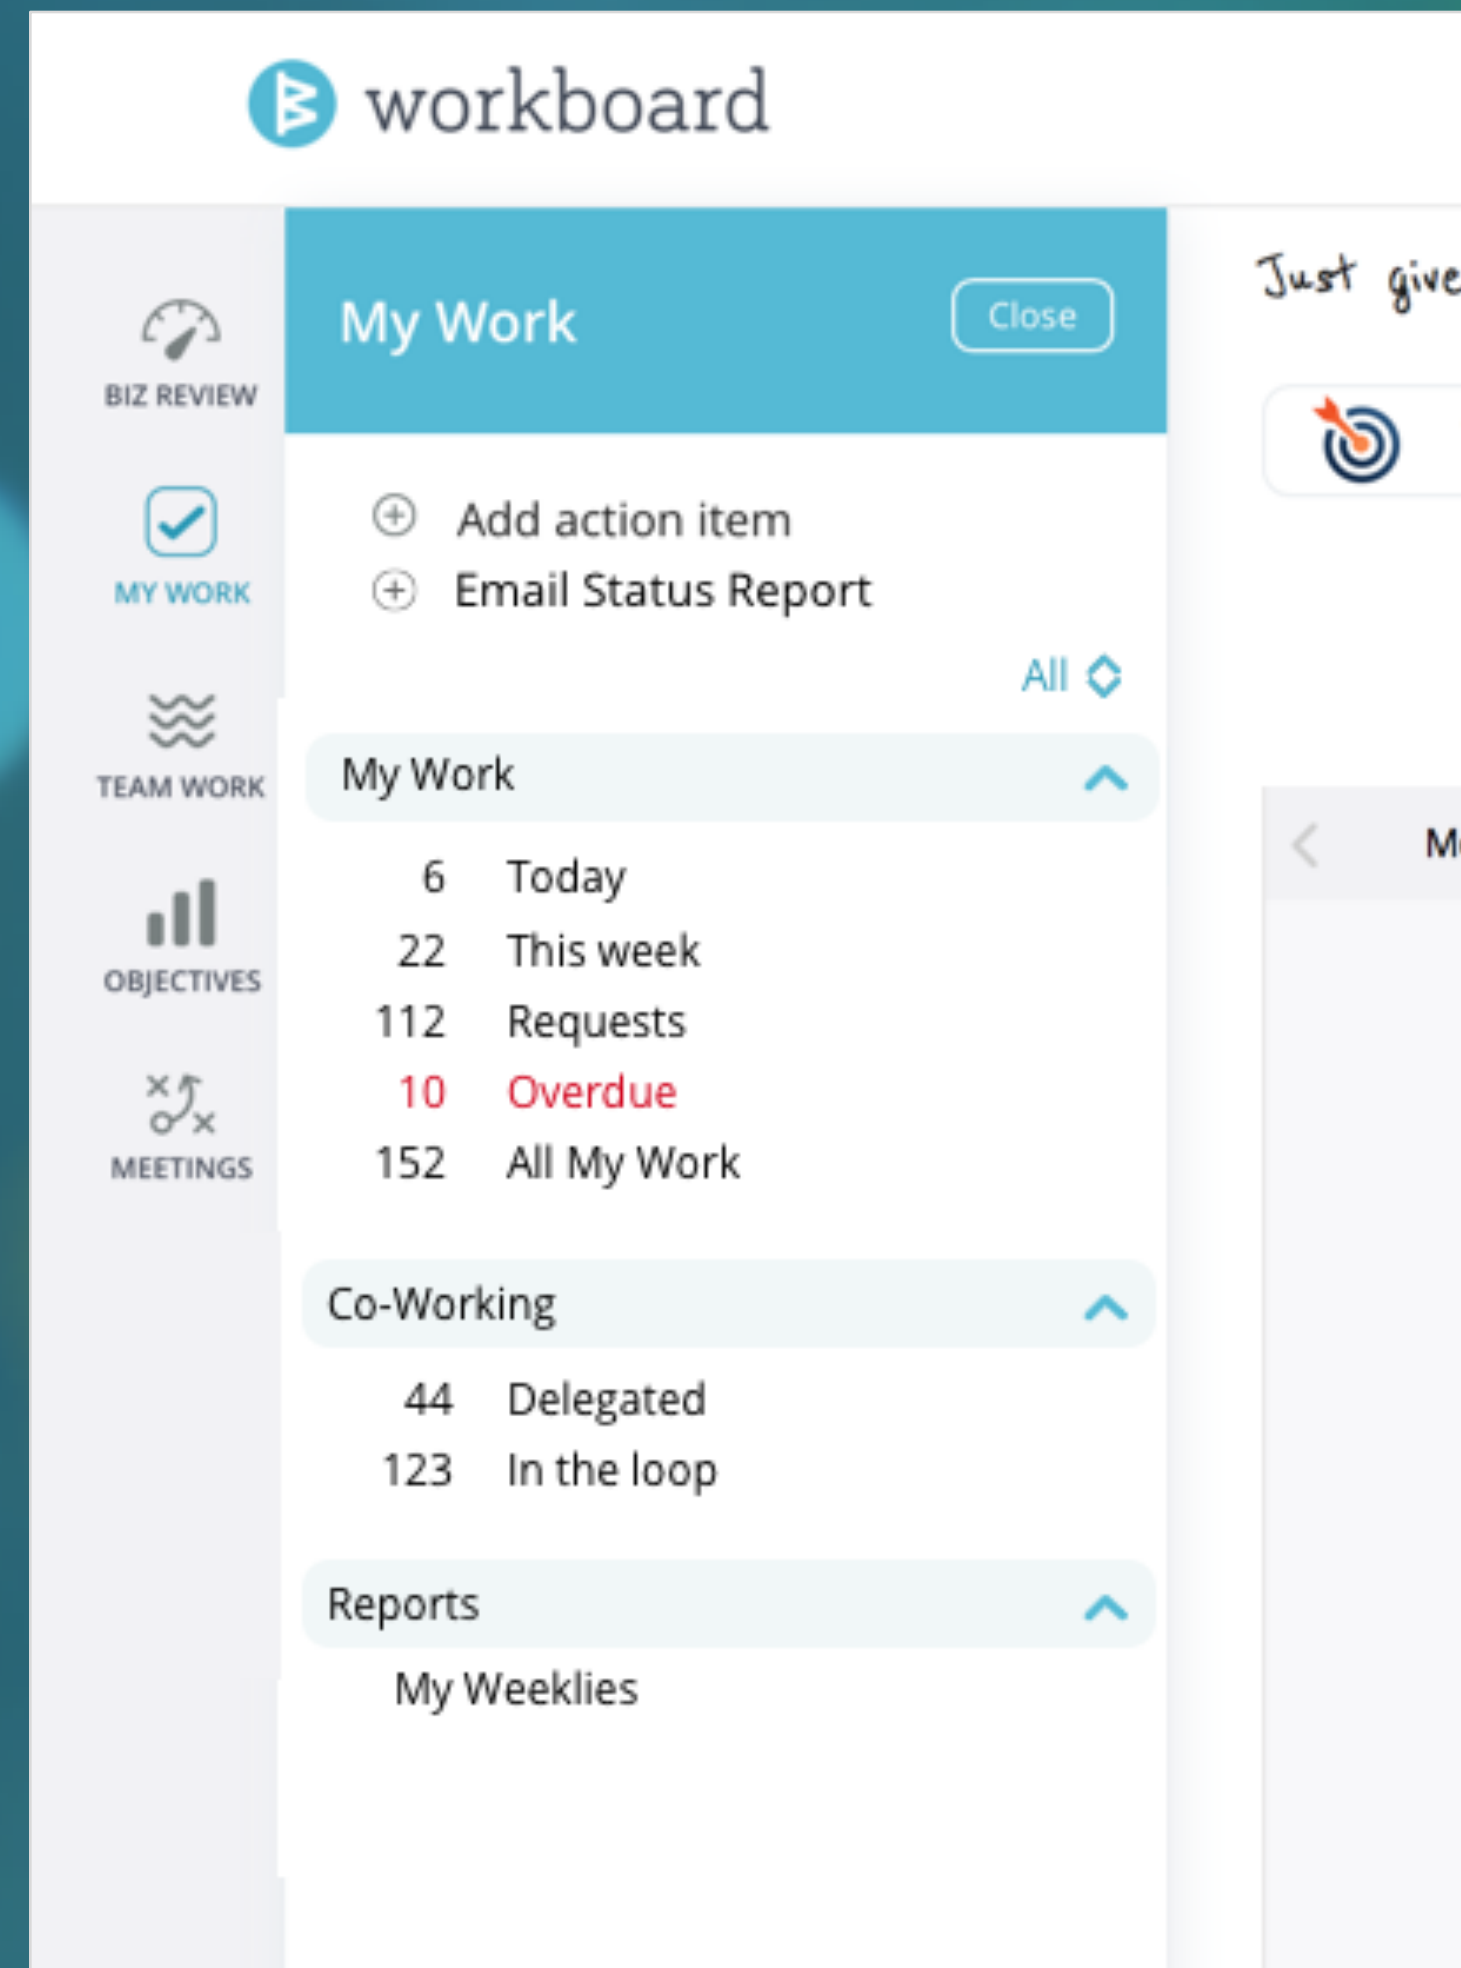 workboard
Just give
My Work
Close
BIZ REVIEW
Add action item
MY WORK
Email Status Report
All
My Work
TEAM WORK
6 Today
22 This week
OBJECTIVES
112 Requests
10 Overdue
MEETINGS
152 All My Work
Co-Working
44 Delegated
123 In the loop
Reports
My Weeklies